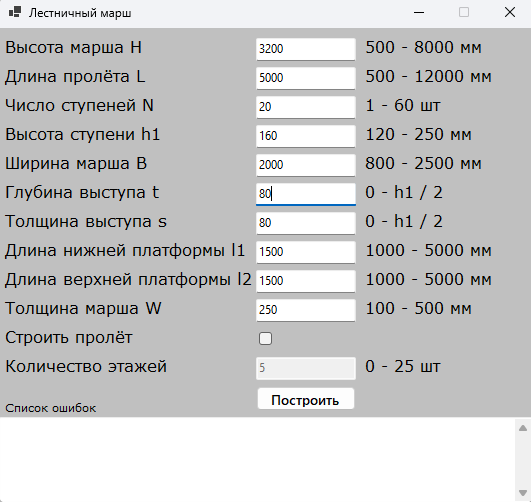 Лестничный марш
Высота марша H 3200 500 - 8000 мм
Длина пролёта L 5000 500 - 12000 мм
Число ступеней N 20 1 - 60 шт
Высота ступени h1 160 120 - 250 мм
Ширина марша B 2000 800 - 2500 мм
Глубина выступа t 80 0 - h1 / 2
Толщина выступа s 80 0 - h1 / 2
Длина нижней платформы l1 1500 1000 - 5000 мм
Длина верхней платформы l2 1500 1000 - 5000 мм
Толщина марша W 250 100 - 500 мм
Строить пролёт
Количество этажей 5 0 - 25 шт
Построить
Список ошибок